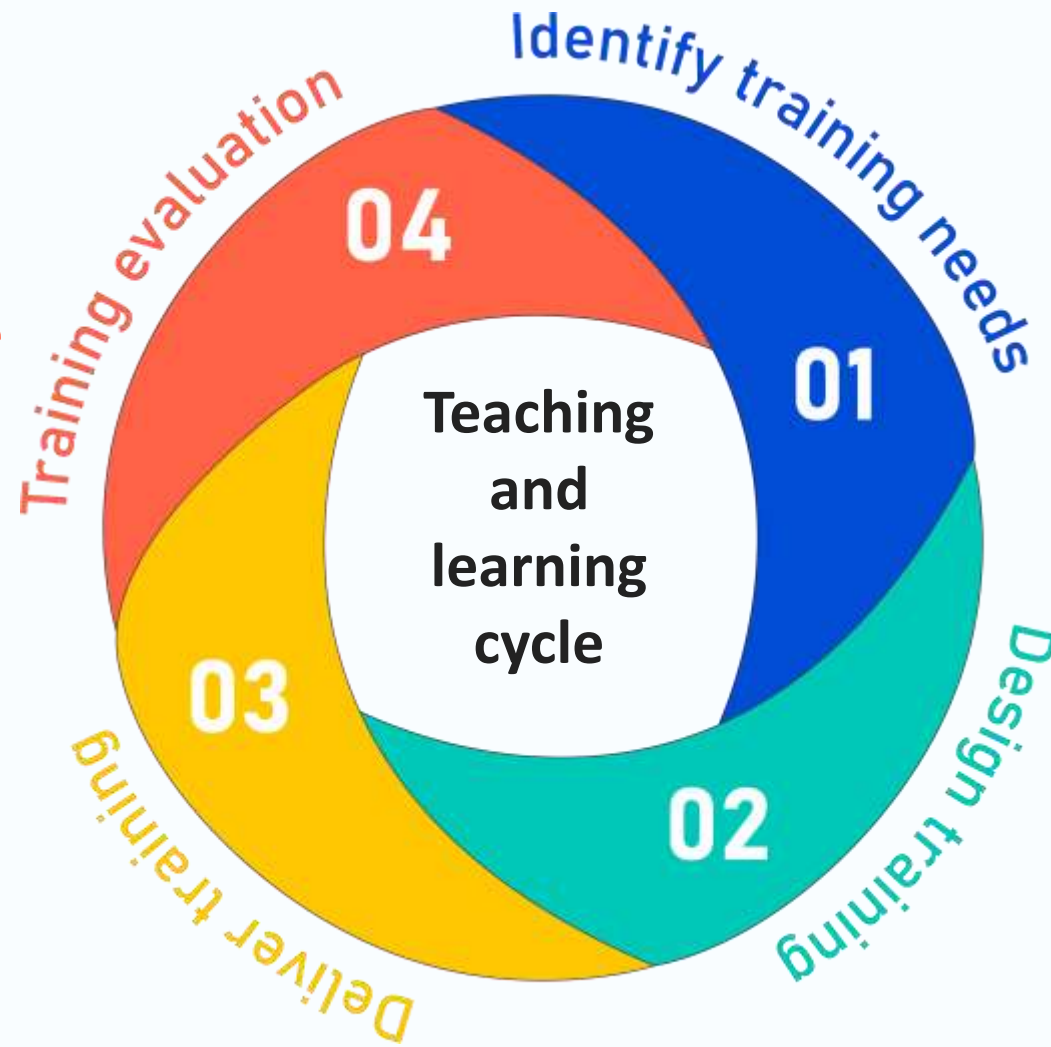 Identify training needs
01
Design training
02
Deliver training
03
Training evaluation
04
Teaching
and
learning
cycle